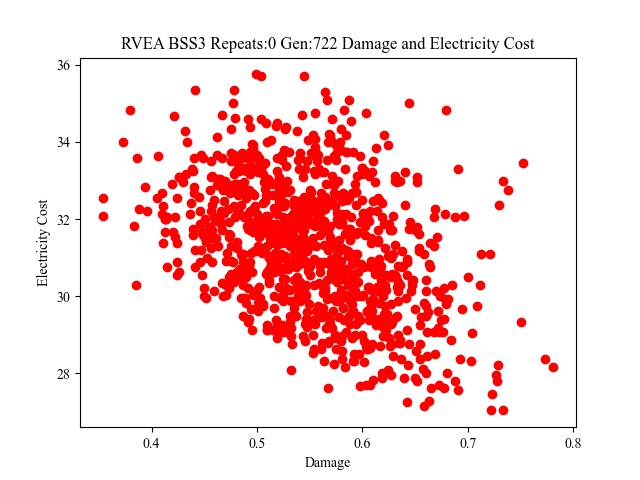 RVEA BSS3 Repeats:0 Gen:722 Damage and Electricity Cost
36
34
32
30
28
Electricity Cost
0.4 0.5 0.6 0.7 0.8
Damage